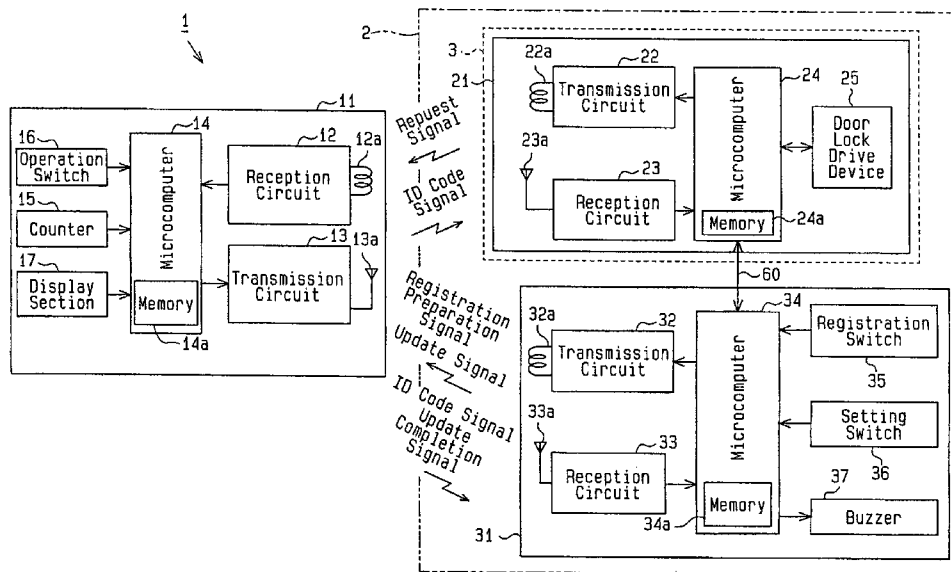 1
11
16
Operation
Switch
15
Counter
17
Display
Section
14
Microcomputer
Memory
14a
12
12a
Reception
Circuit
13
13a
Transmission
Circuit
Repuest
Signal
ID Code
Signal
Registration
Preparation
Signal
Update Signal
ID Code Signal
Update
Completion
Signal
2
3
21
22a
22
Transmission
Circuit
23a
23
Reception
Circuit
24
Microcomputer
Memory
24a
25
Door
Lock
Drive
Device
60
31
32a
32
Transmission
Circuit
33a
33
Reception
Circuit
34
Microcomputer
Memory
34a
Registration
Switch
35
Setting
Switch
36
37
Buzzer